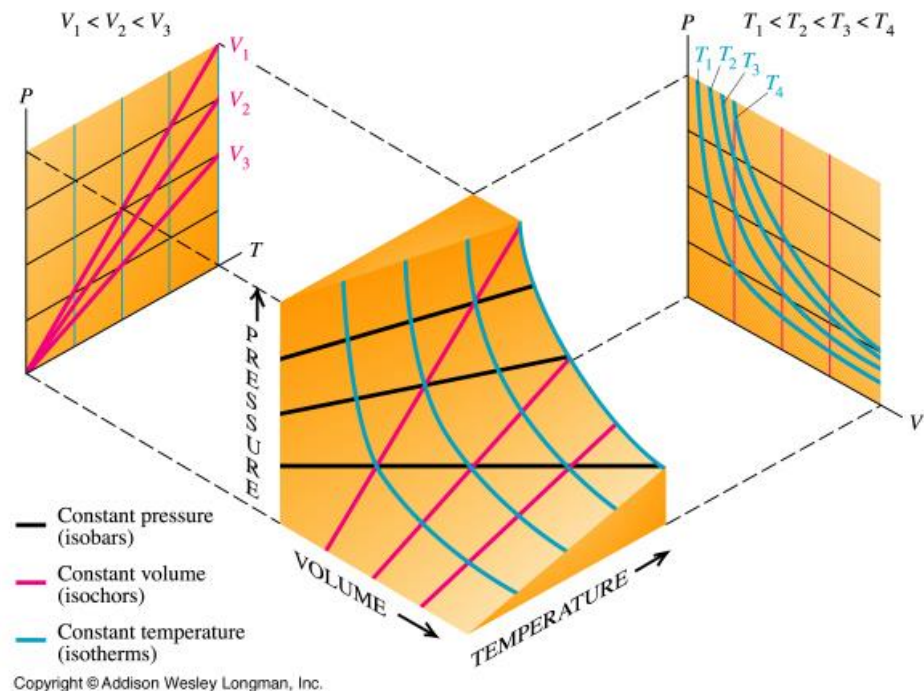 V₁ < V₂ < V₃
T₁ < T₂ < T₃ < T₄
P
V₁
V₂
V₃
T
P
T₁
T₂
T₃
T₄
V
PRESSURE
VOLUME
TEMPERATURE
Constant pressure
(isobars)
Constant volume
(isochors)
Constant temperature
(isotherms)
Copyright © Addison Wesley Longman, Inc.